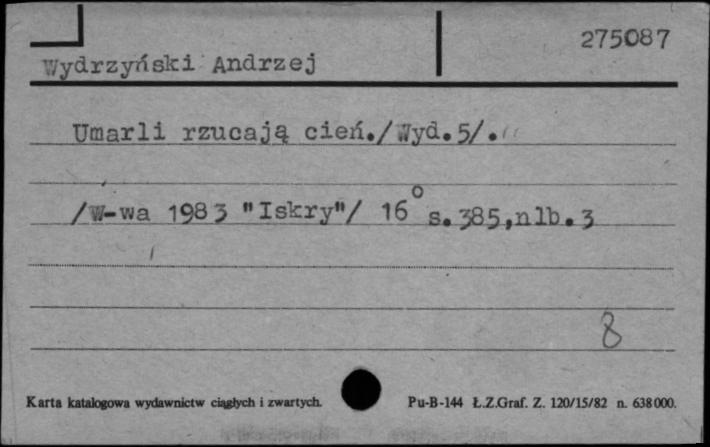 275087
Wydrzyński Andrzej
Umarli rzucają cień./Wyd.5/.
/W-wa 1983 "Iskry"/ 16° s.385,nlb.3
8
Karta katalogowa wydawnictw ciągłych i zwartych. Pu-B-144 Ł.Z.Graf. Z. 120/15/82 n. 638000.